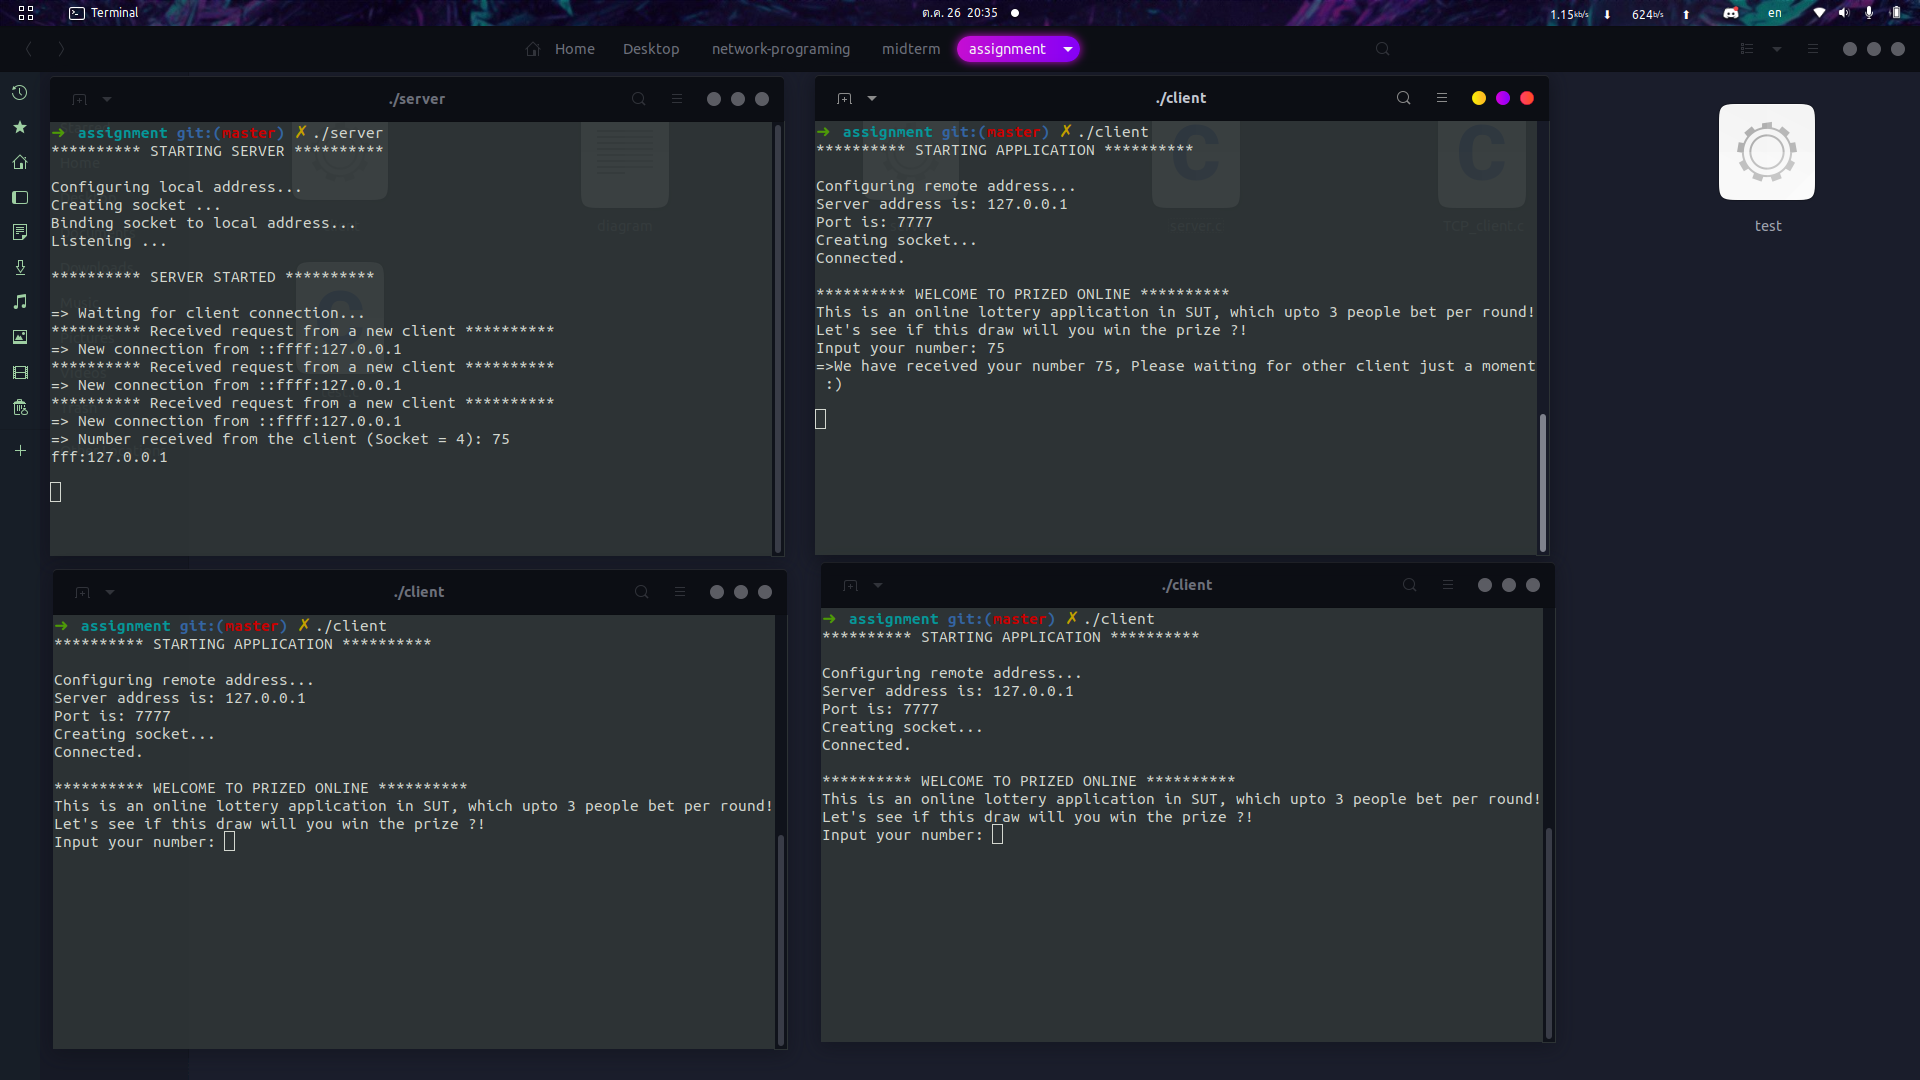 Terminal
ต.ค. 26 20:35
1.15kb/s
624b/s
en
Home
Desktop
network-programing
midterm
assignment
./server
➜ assignment git:(master) ✗ ./server
********** STARTING SERVER **********
Configuring local address...
Creating socket ...
Binding socket to local address...
Listening ...
********** SERVER STARTED **********
=> Waiting for client connection...
********** Received request from a new client **********
=> New connection from ::ffff:127.0.0.1
********** Received request from a new client **********
=> New connection from ::ffff:127.0.0.1
********** Received request from a new client **********
=> New connection from ::ffff:127.0.0.1
=> Number received from the client (Socket = 4): 75
fff:127.0.0.1
Home
diagram
./client
➜ assignment git:(master) ✗ ./client
********** STARTING APPLICATION **********
Configuring remote address...
Server address is: 127.0.0.1
Port is: 7777
Creating socket...
Connected.
********** WELCOME TO PRIZED ONLINE **********
This is an online lottery application in SUT, which upto 3 people bet per round!
Let's see if this draw will you win the prize ?!
Input your number: 75
=>We have received your number 75, Please waiting for other client just a moment
:)
server.c
TCP_client.c
test
./client
➜ assignment git:(master) ✗ ./client
********** STARTING APPLICATION **********
Configuring remote address...
Server address is: 127.0.0.1
Port is: 7777
Creating socket...
Connected.
********** WELCOME TO PRIZED ONLINE **********
This is an online lottery application in SUT, which upto 3 people bet per round!
Let's see if this draw will you win the prize ?!
Input your number:
./client
➜ assignment git:(master) ✗ ./client
********** STARTING APPLICATION **********
Configuring remote address...
Server address is: 127.0.0.1
Port is: 7777
Creating socket...
Connected.
********** WELCOME TO PRIZED ONLINE **********
This is an online lottery application in SUT, which upto 3 people bet per round!
Let's see if this draw will you win the prize ?!
Input your number: